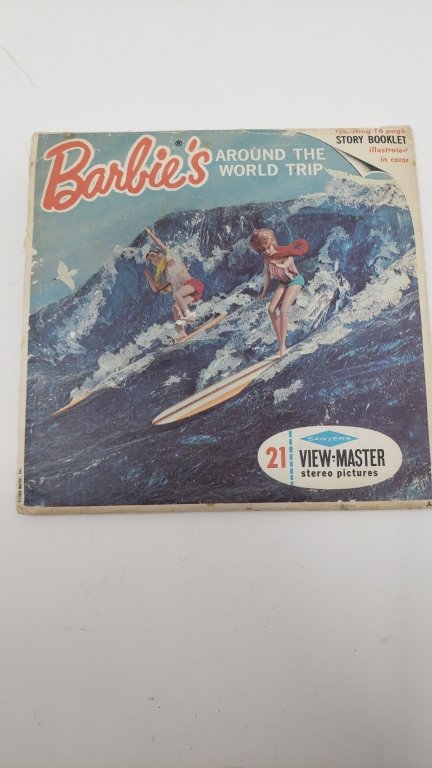 featuring 16 page
STORY BOOKLET
illustrated
in color
Barbie's®
AROUND THE
WORLD TRIP
SAWYER'S
21 VIEW-MASTER
stereo pictures